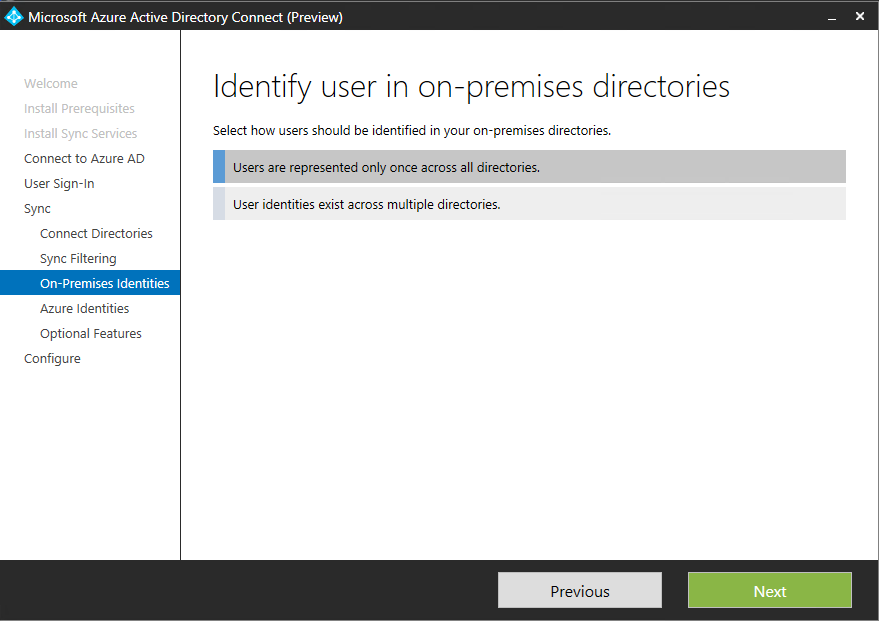 Microsoft Azure Active Directory Connect (Preview)
Welcome
Install Prerequisites
Install Sync Services
Connect to Azure AD
User Sign-In
Sync
Connect Directories
Sync Filtering
On-Premises Identities
Azure Identities
Optional Features
Configure
Identify user in on-premises directories
Select how users should be identified in your on-premises directories.
Users are represented only once across all directories.
User identities exist across multiple directories.
Previous
Next